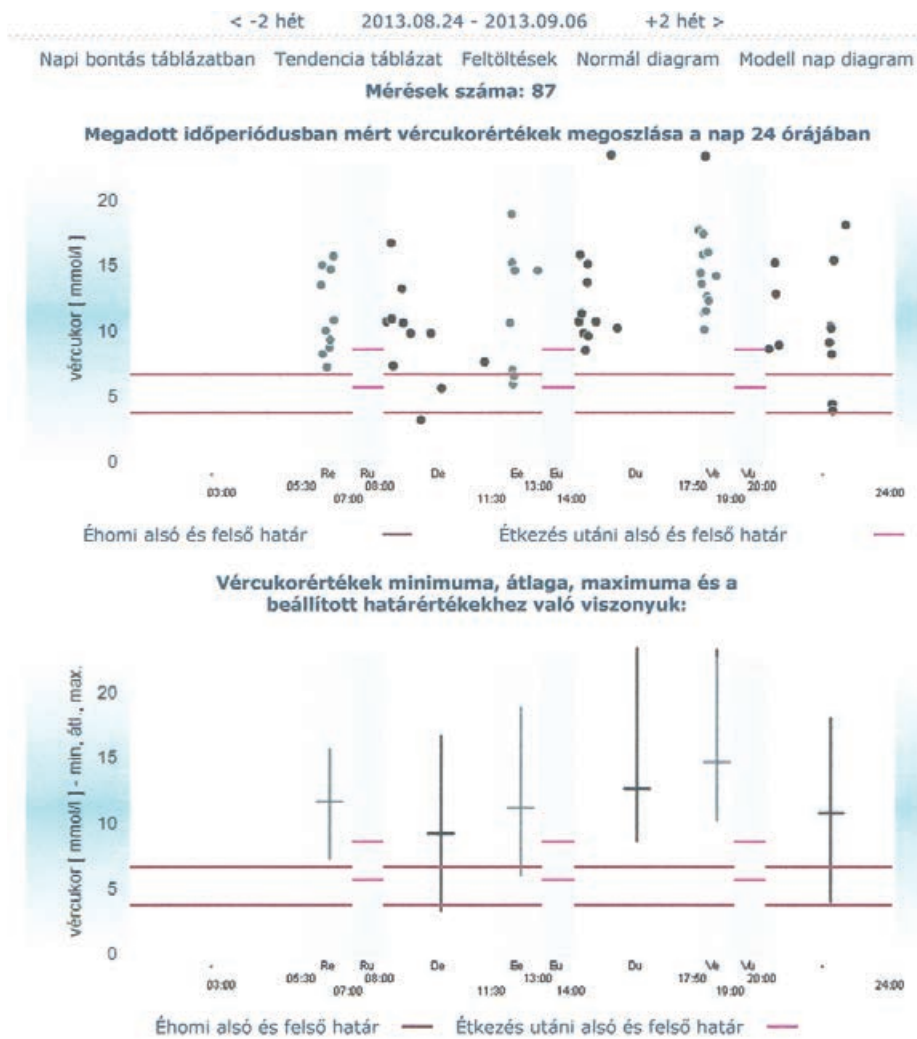 < -2 hét 2013.08.24 - 2013.09.06 +2 hét >
Napi bontás táblázatban Tendencia táblázat Feltöltések Normál diagram Modell nap diagram
Mérések száma: 87
Megadott időperiódusban mért vércukorértékek megoszlása a nap 24 órájában
vércukor [ mmol/l ]
20
15
10
5
0
Re Ru De Ee Eu Du Ve Vu
05:30 08:00 13:00 17:50 20:00
03:00 07:00 11:30 14:00 19:00 24:00
Éhomi alsó és felső határ Étkezés utáni alsó és felső határ
Vércukorértékek minimuma, átlaga, maximuma és a
beállított határértékekhez való viszonyuk:
vércukor [ mmol/l ] - min, átl., max.
20
15
10
5
0
Re Ru De Ee Eu Du Ve Vu
05:30 08:00 13:00 17:50 20:00
03:00 07:00 11:30 14:00 19:00 24:00
Éhomi alsó és felső határ Étkezés utáni alsó és felső határ